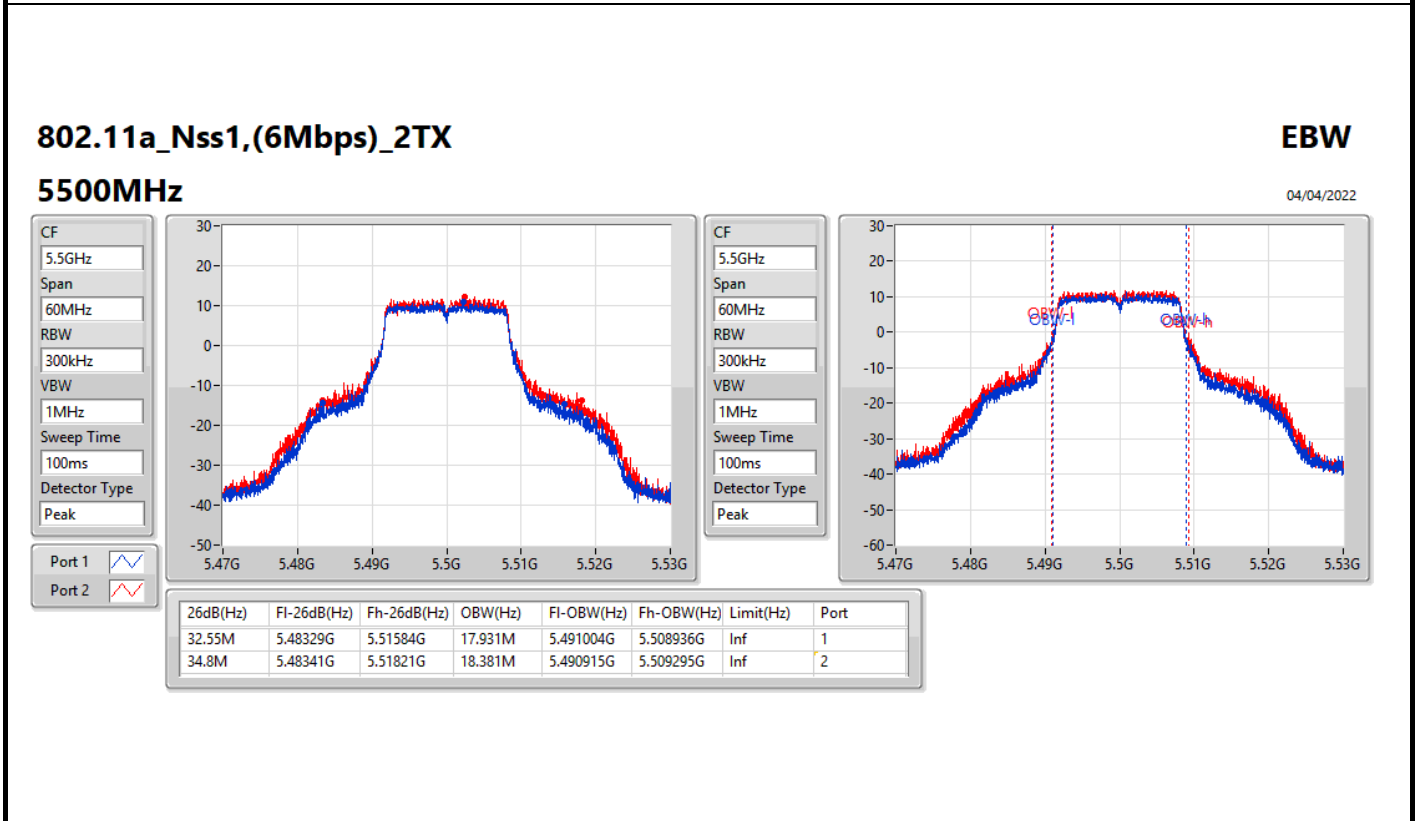 802.11a_Nss1,(6Mbps)_2TX EBW
5500MHz 04/04/2022
CF
5.5GHz
Span
60MHz
RBW
300kHz
VBW
1MHz
Sweep Time
100ms
Detector Type
Peak
Port 1
Port 2
30
20
10
0
-10
-20
-30
-40
-50
5.47G 5.48G 5.49G 5.5G 5.51G 5.52G 5.53G
CF
5.5GHz
Span
60MHz
RBW
300kHz
VBW
1MHz
Sweep Time
100ms
Detector Type
Peak
30
20
10
0
-10
-20
-30
-40
-50
-60
OBW-l OBW-h
OBW-l OBW-h
5.47G 5.48G 5.49G 5.5G 5.51G 5.52G 5.53G
26dB(Hz) Fl-26dB(Hz) Fh-26dB(Hz) OBW(Hz) Fl-OBW(Hz) Fh-OBW(Hz) Limit(Hz) Port
32.55M 5.48329G 5.51584G 17.931M 5.491004G 5.508936G Inf 1
34.8M 5.48341G 5.51821G 18.381M 5.490915G 5.509295G Inf 2